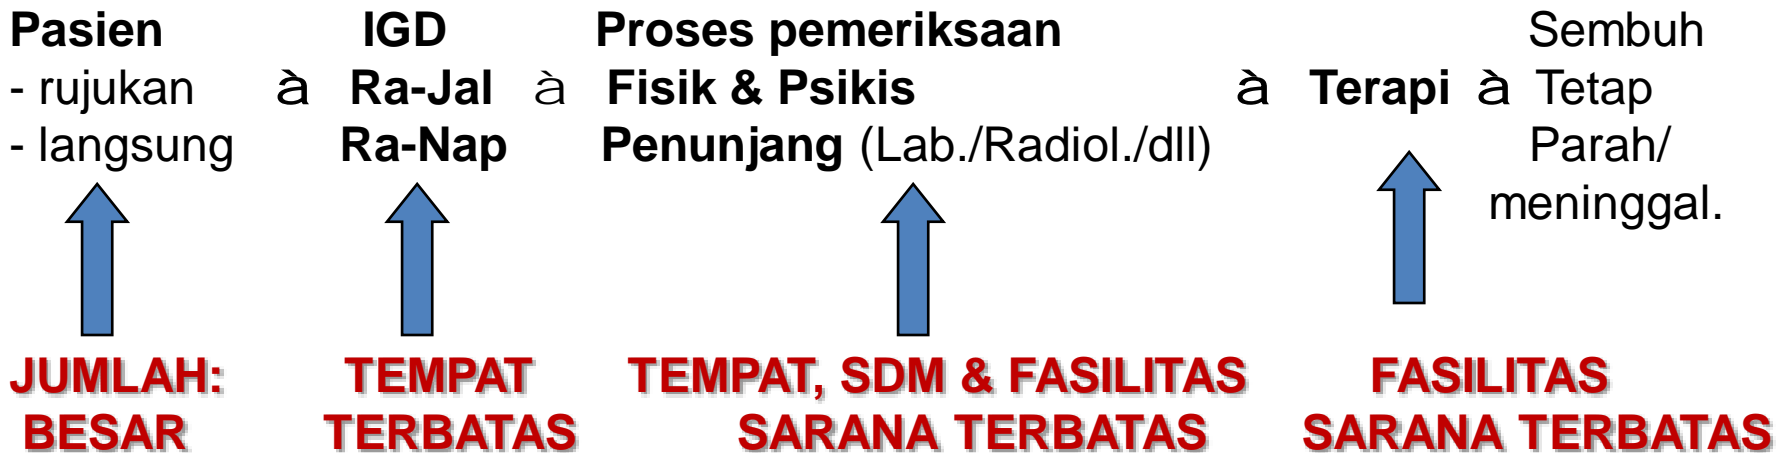 Pasien IGD Proses pemeriksaan Sembuh
- rujukan à Ra-Jal à Fisik & Psikis à Terapi à Tetap
- langsung Ra-Nap Penunjang (Lab./Radiol./dll) Parah/
meninggal.
JUMLAH: TEMPAT TEMPAT, SDM & FASILITAS FASILITAS
BESAR TERBATAS SARANA TERBATAS SARANA TERBATAS